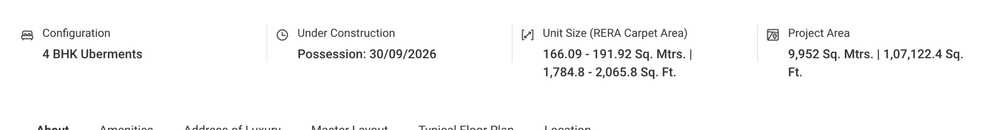 Configuration
4 BHK Uberments
Under Construction
Possession: 30/09/2026
Unit Size (RERA Carpet Area)
166.09 - 191.92 Sq. Mtrs. |
1,784.8 - 2,065.8 Sq. Ft.
Project Area
9,952 Sq. Mtrs. | 1,07,122.4 Sq.
Ft.
About Amenities Address of Luxury Master Layout Typical Floor Plan Location